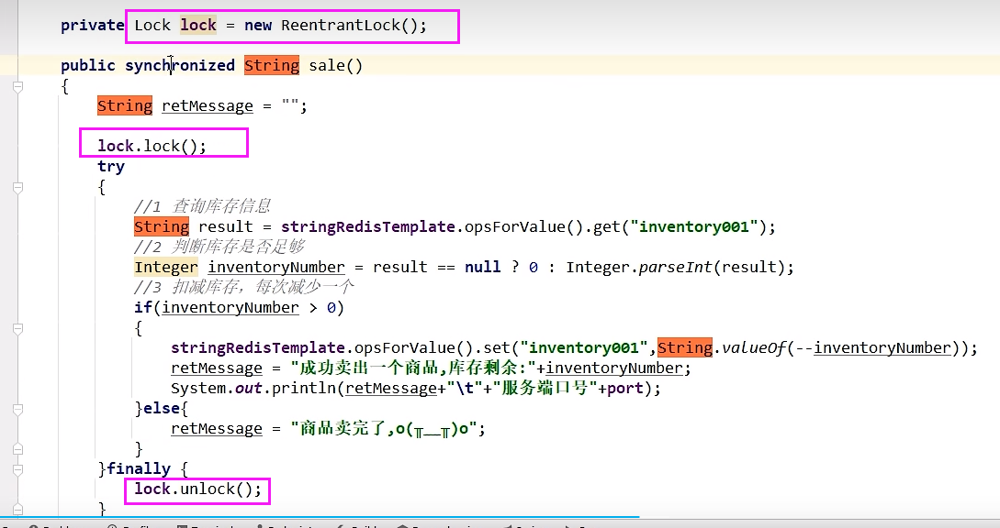 private Lock lock = new ReentrantLock();
public synchronized String sale()
{
String retMessage = "";
lock.lock();
try
{
//1 查询库存信息
String result = stringRedisTemplate.opsForValue().get("inventory001");
//2 判断库存是否足够
Integer inventoryNumber = result == null ? 0 : Integer.parseInt(result);
//3 扣减库存，每次减少一个
if(inventoryNumber > 0)
{
stringRedisTemplate.opsForValue().set("inventory001",String.valueOf(--inventoryNumber));
retMessage = "成功卖出一个商品,库存剩余:"+inventoryNumber;
System.out.println(retMessage+"\t"+"服务端口号"+port);
}else{
retMessage = "商品卖完了,o(╥﹏╥)o";
}
}finally {
lock.unlock();
}